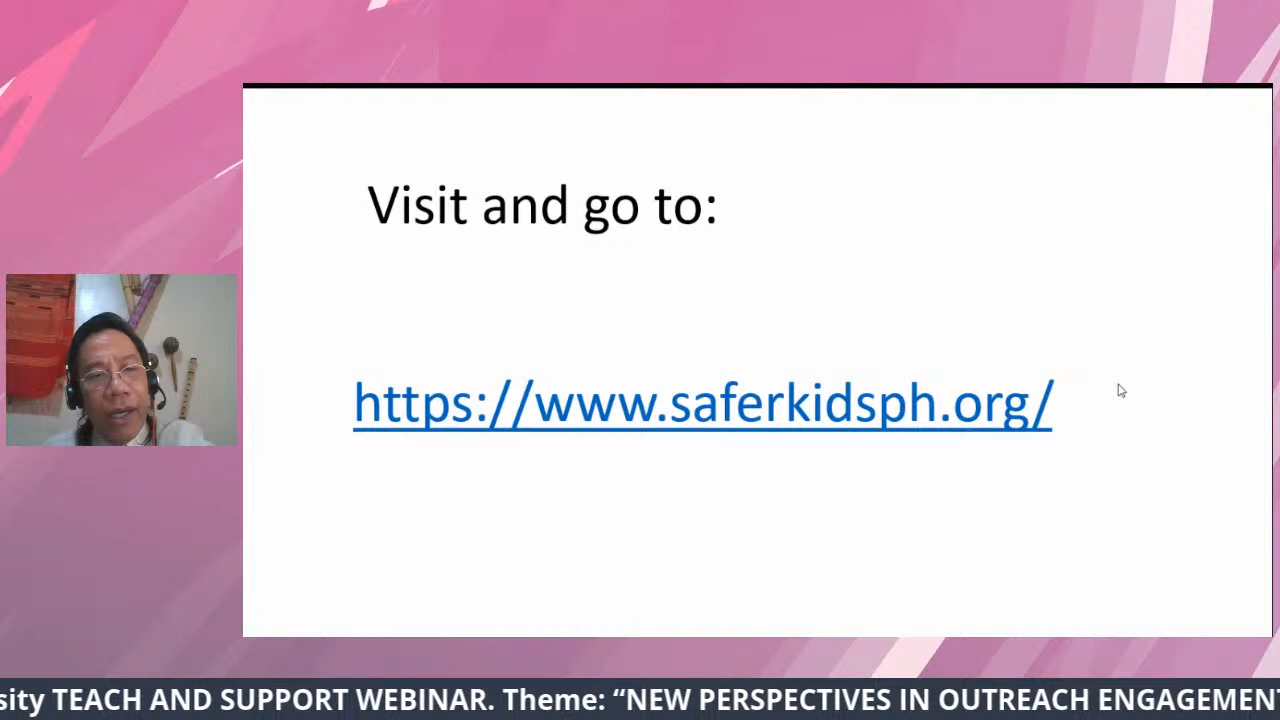 Visit and go to:
https://www.saferkidsph.org/
sity TEACH AND SUPPORT WEBINAR. Theme: “NEW PERSPECTIVES IN OUTREACH ENGAGEMENT